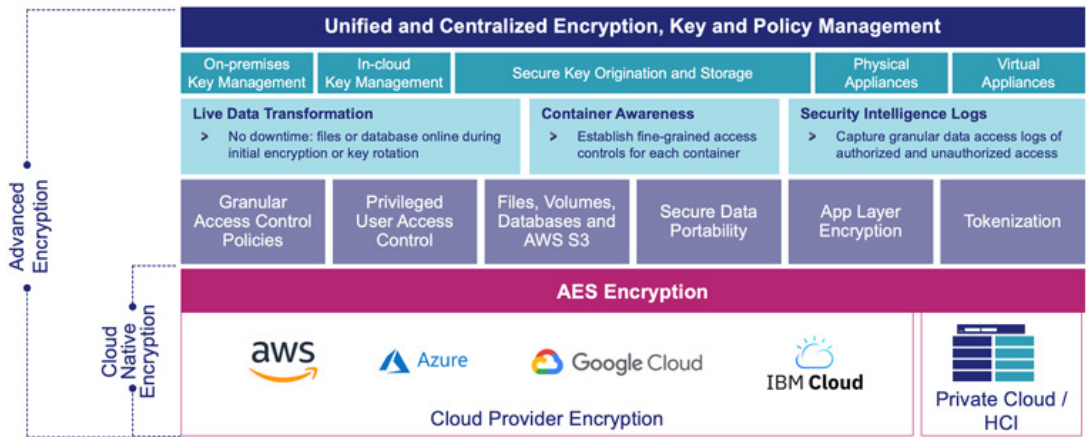 Unified and Centralized Encryption, Key and Policy Management
On-premises
Key Management
In-cloud
Key Management
Secure Key Origination and Storage
Physical
Appliances
Virtual
Appliances
Live Data Transformation
> No downtime: files or database online during
initial encryption or key rotation
Container Awareness
> Establish fine-grained access
controls for each container
Security Intelligence Logs
> Capture granular data access logs of
authorized and unauthorized access
Granular
Access Control
Policies
Privileged
User Access
Control
Files, Volumes,
Databases and
AWS S3
Secure Data
Portability
App Layer
Encryption
Tokenization
Advanced
Encryption
AES Encryption
Cloud
Native
Encryption
aws
Azure
Google Cloud
IBM Cloud
Cloud Provider Encryption
Private Cloud /
HCI